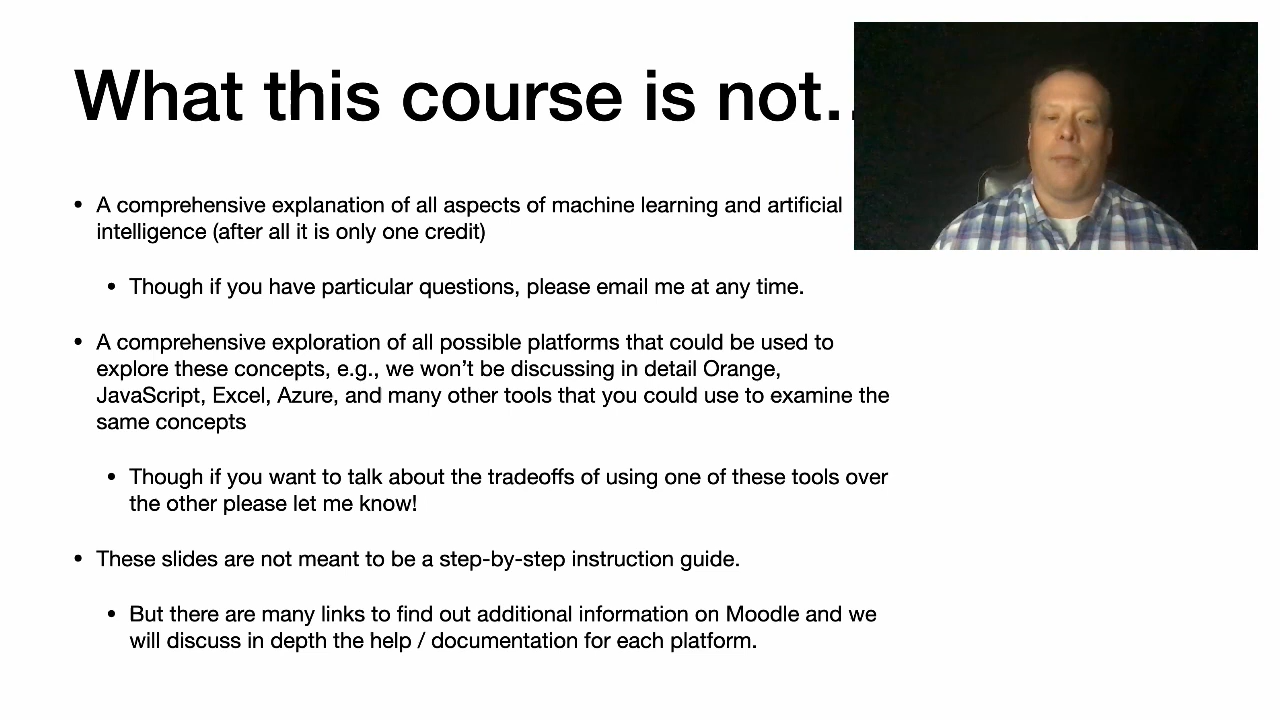 What this course is not..
• A comprehensive explanation of all aspects of machine learning and artificial
intelligence (after all it is only one credit)
• Though if you have particular questions, please email me at any time.
• A comprehensive exploration of all possible platforms that could be used to
explore these concepts, e.g., we won’t be discussing in detail Orange,
JavaScript, Excel, Azure, and many other tools that you could use to examine the
same concepts
• Though if you want to talk about the tradeoffs of using one of these tools over
the other please let me know!
• These slides are not meant to be a step-by-step instruction guide.
• But there are many links to find out additional information on Moodle and we
will discuss in depth the help / documentation for each platform.